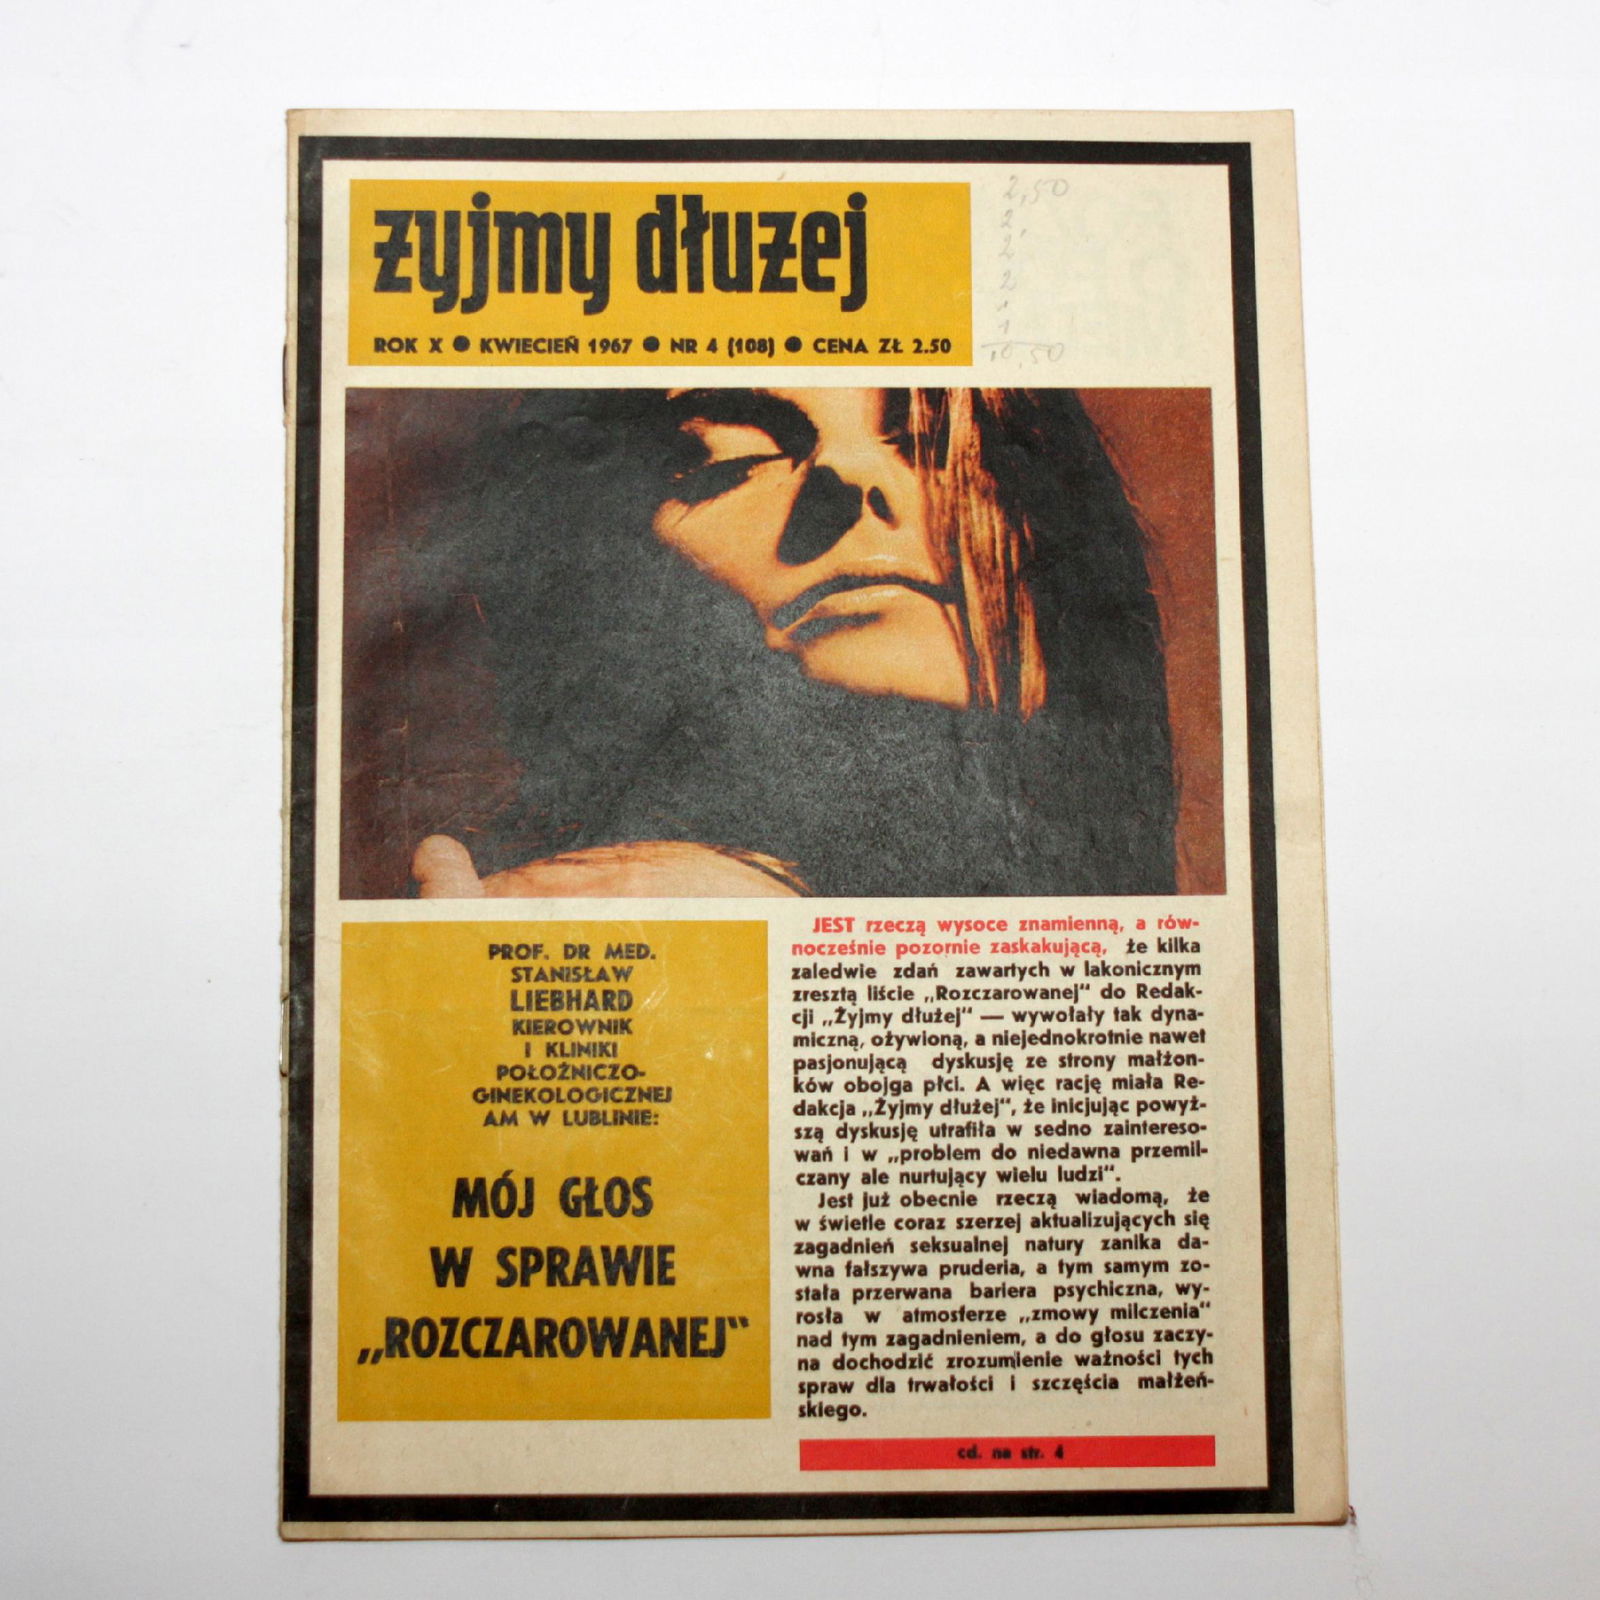 żyjmy dłużej
ROK X ● KWIECIEŃ 1967 ● NR 4 (108) ● CENA ZŁ 2.50
2,50
2,
2
2
1
1
10,50
PROF. DR MED.
STANISŁAW
LIEBHARD
KIEROWNIK
I KLINIKI
POŁOŻNICZO-
GINEKOLOGICZNEJ
AM W LUBLINIE:
MÓJ GŁOS
W SPRAWIE
„ROZCZAROWANEJ"
JEST rzeczą wysoce znamienną, a rów-
nocześnie pozornie zaskakującą, że kilka
zaledwie zdań zawartych w lakonicznym
zresztą liście „Rozczarowanej" do Redak-
cji „Żyjmy dłużej" — wywołały tak dyna-
miczną, ożywioną, a niejednokrotnie nawet
pasjonującą dyskusję ze strony małżon-
ków obojga płci. A więc rację miała Re-
dakcja „Żyjmy dłużej", że inicjując powyż-
szą dyskusję utrafiła w sedno zaintereso-
wań i w „problem do niedawna przemil-
czany ale nurtujący wielu ludzi".
Jest już obecnie rzeczą wiadomą, że
w świetle coraz szerzej aktualizujących się
zagadnień seksualnej natury zanika da-
wna fałszywa pruderia, a tym samym zo-
stała przerwana bariera psychiczna, wy-
rosła w atmosferze „zmowy milczenia"
nad tym zagadnieniem, a do głosu zaczy-
na dochodzić zrozumienie ważności tych
spraw dla trwałości i szczęścia małżeń-
skiego.
cd. na str. 4